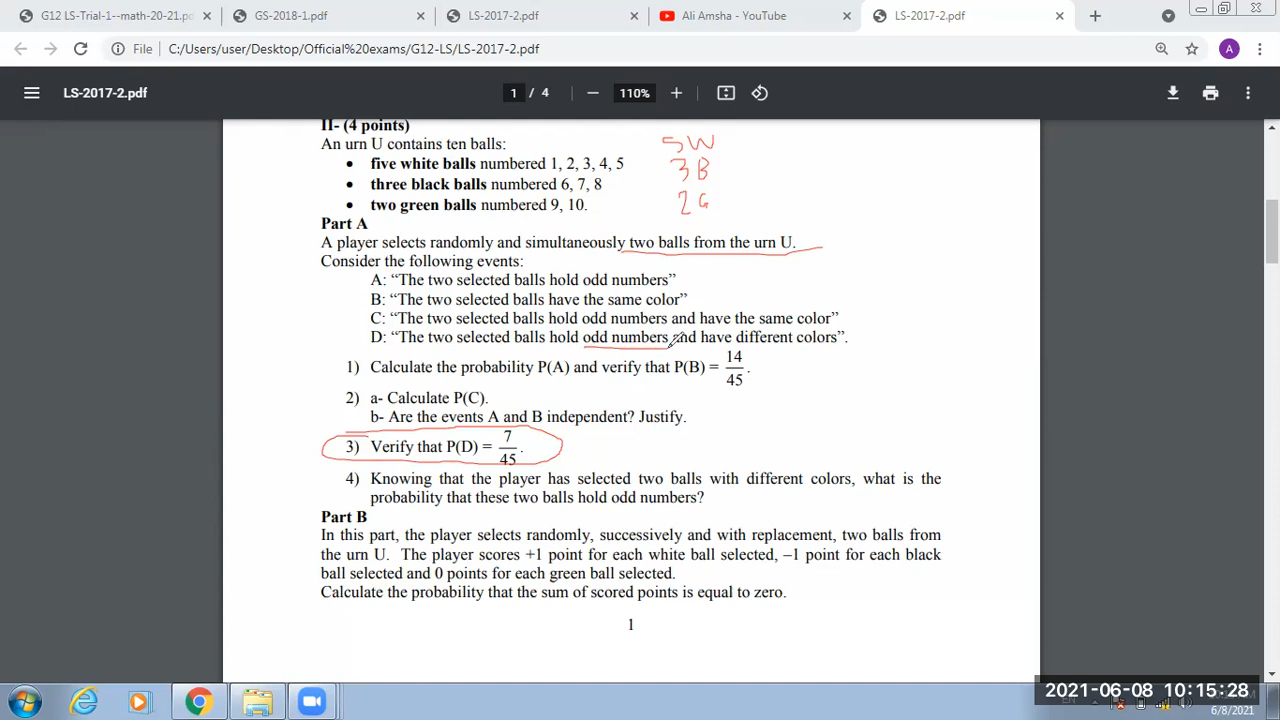 G12 LS-Trial-1--math-20-21.pdf
GS-2018-1.pdf
LS-2017-2.pdf
Ali Amsha - YouTube
LS-2017-2.pdf
File C:/Users/user/Desktop/Official%20exams/G12-LS/LS-2017-2.pdf
A
LS-2017-2.pdf
1 / 4
110%
II- (4 points)
An urn U contains ten balls:
• five white balls numbered 1, 2, 3, 4, 5
• three black balls numbered 6, 7, 8
• two green balls numbered 9, 10.
5W
3B
2G
Part A
A player selects randomly and simultaneously two balls from the urn U.
Consider the following events:
A: “The two selected balls hold odd numbers”
B: “The two selected balls have the same color”
C: “The two selected balls hold odd numbers and have the same color”
D: “The two selected balls hold odd numbers and have different colors”.
1) Calculate the probability P(A) and verify that P(B) = 14/45.
2) a- Calculate P(C).
b- Are the events A and B independent? Justify.
3) Verify that P(D) = 7/45.
4) Knowing that the player has selected two balls with different colors, what is the
probability that these two balls hold odd numbers?
Part B
In this part, the player selects randomly, successively and with replacement, two balls from
the urn U. The player scores +1 point for each white ball selected, –1 point for each black
ball selected and 0 points for each green ball selected.
Calculate the probability that the sum of scored points is equal to zero.
1
2021-06-08 10:15:28
6/8/2021